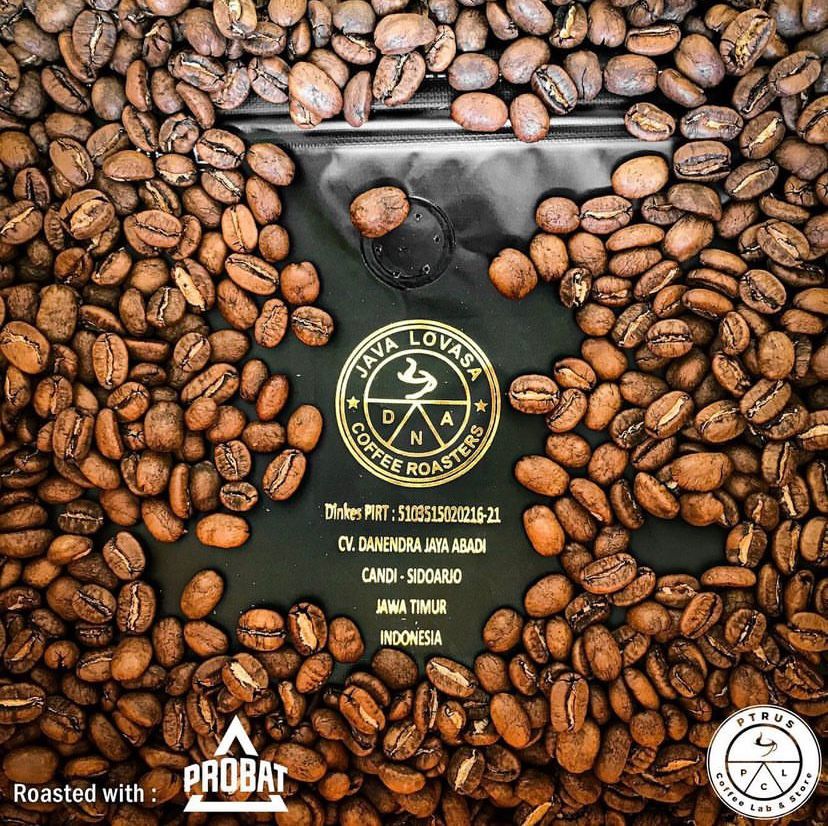 JAVA LOVASA
D N A
COFFEE ROASTERS
Dinkes PIRT : 5103515020216-21
CV. DANENDRA JAYA ABADI
CANDI - SIDOARJO
JAWA TIMUR
INDONESIA
Roasted with :
PROBAT
PTRUS
P C L
Coffee Lab & Store